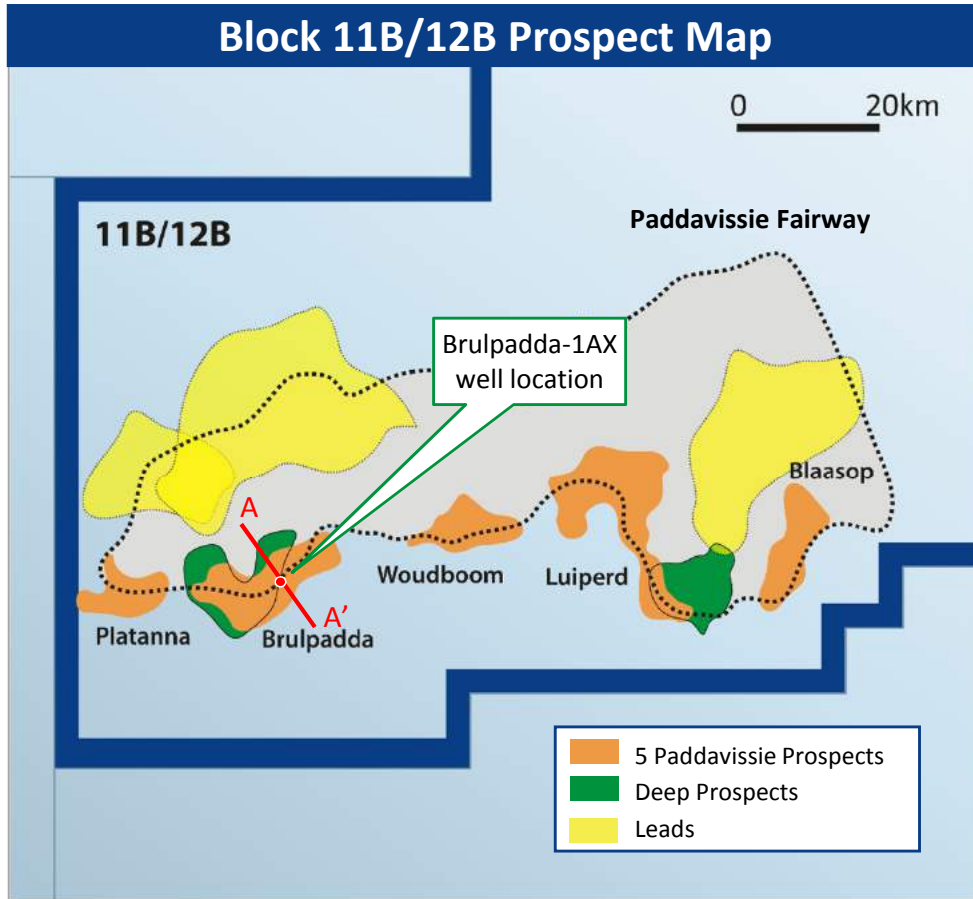 Block 11B/12B Prospect Map
0 20km
11B/12B
Paddavissie Fairway
Brulpadda-1AX
well location
Blaasop
A
Woudboom
Luiperd
A’
Platanna
Brulpadda
5 Paddavissie Prospects
Deep Prospects
Leads